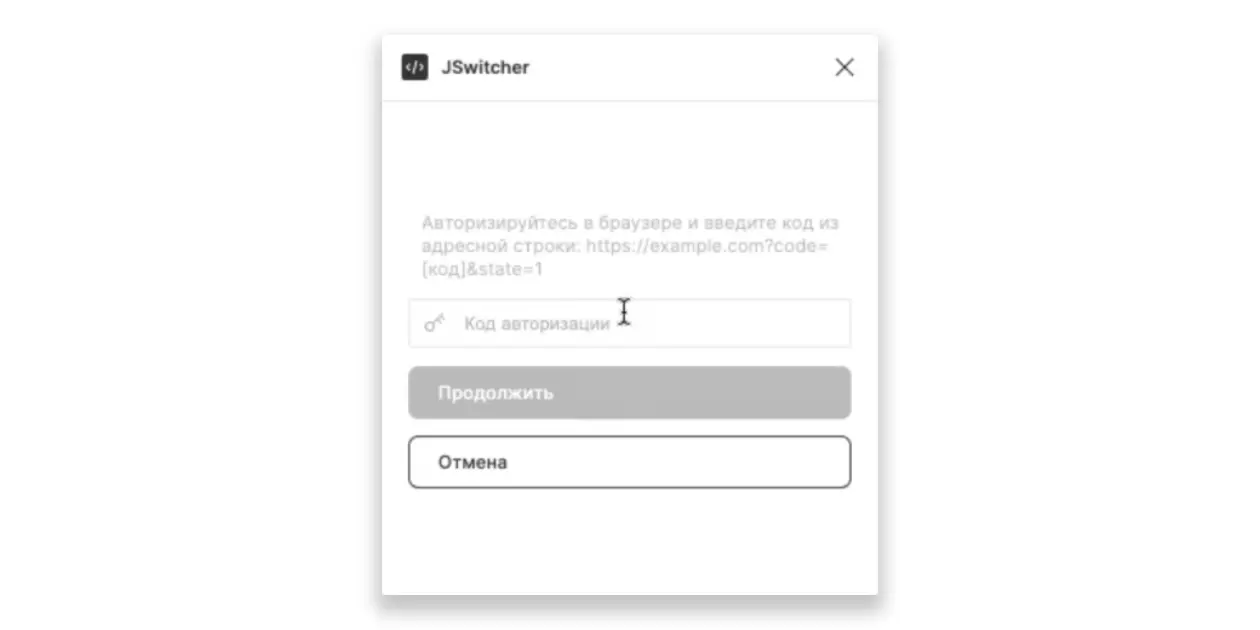 JSwitcher
Авторизируйтесь в браузере и введите код из
адресной строки: https://example.com?code=
[код]&state=1
Код авторизации
Продолжить
Отмена